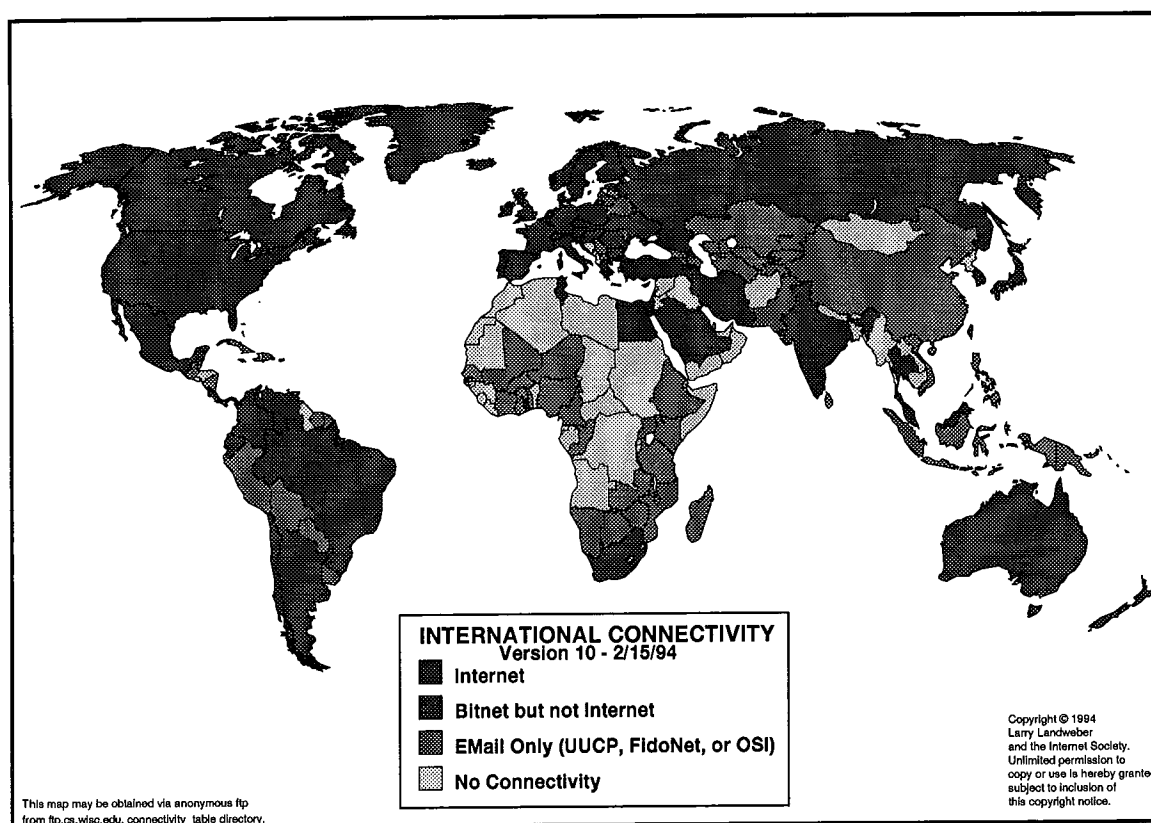 INTERNATIONAL CONNECTIVITY
Version 10 - 2/15/94
Internet
Bitnet but not Internet
EMail Only (UUCP, FidoNet, or OSI)
No Connectivity
This map may be obtained via anonymous ftp
from ftp.cs.wisc.edu, connectivity_table directory.
Copyright © 1994
Larry Landweber
and the Internet Society.
Unlimited permission to
copy or use is hereby grante
subject to inclusion of
this copyright notice.